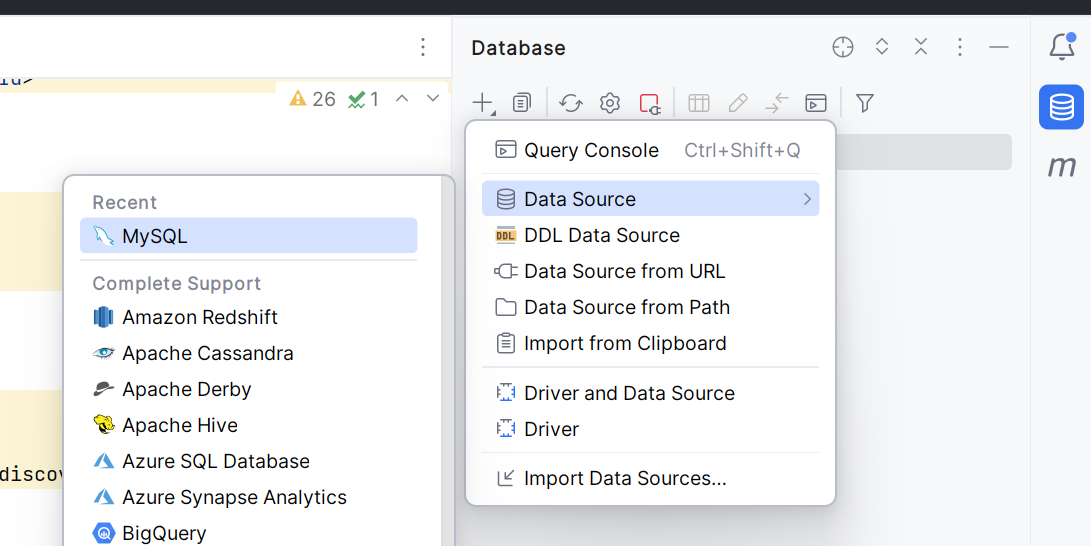 Database
26
1
Query Console Ctrl+Shift+Q
Data Source
DDL Data Source
DDL
Data Source from URL
Data Source from Path
Import from Clipboard
Driver and Data Source
Driver
Import Data Sources...
Recent
MySQL
Complete Support
Amazon Redshift
Apache Cassandra
Apache Derby
Apache Hive
Azure SQL Database
Azure Synapse Analytics
BigQuery
discov
m